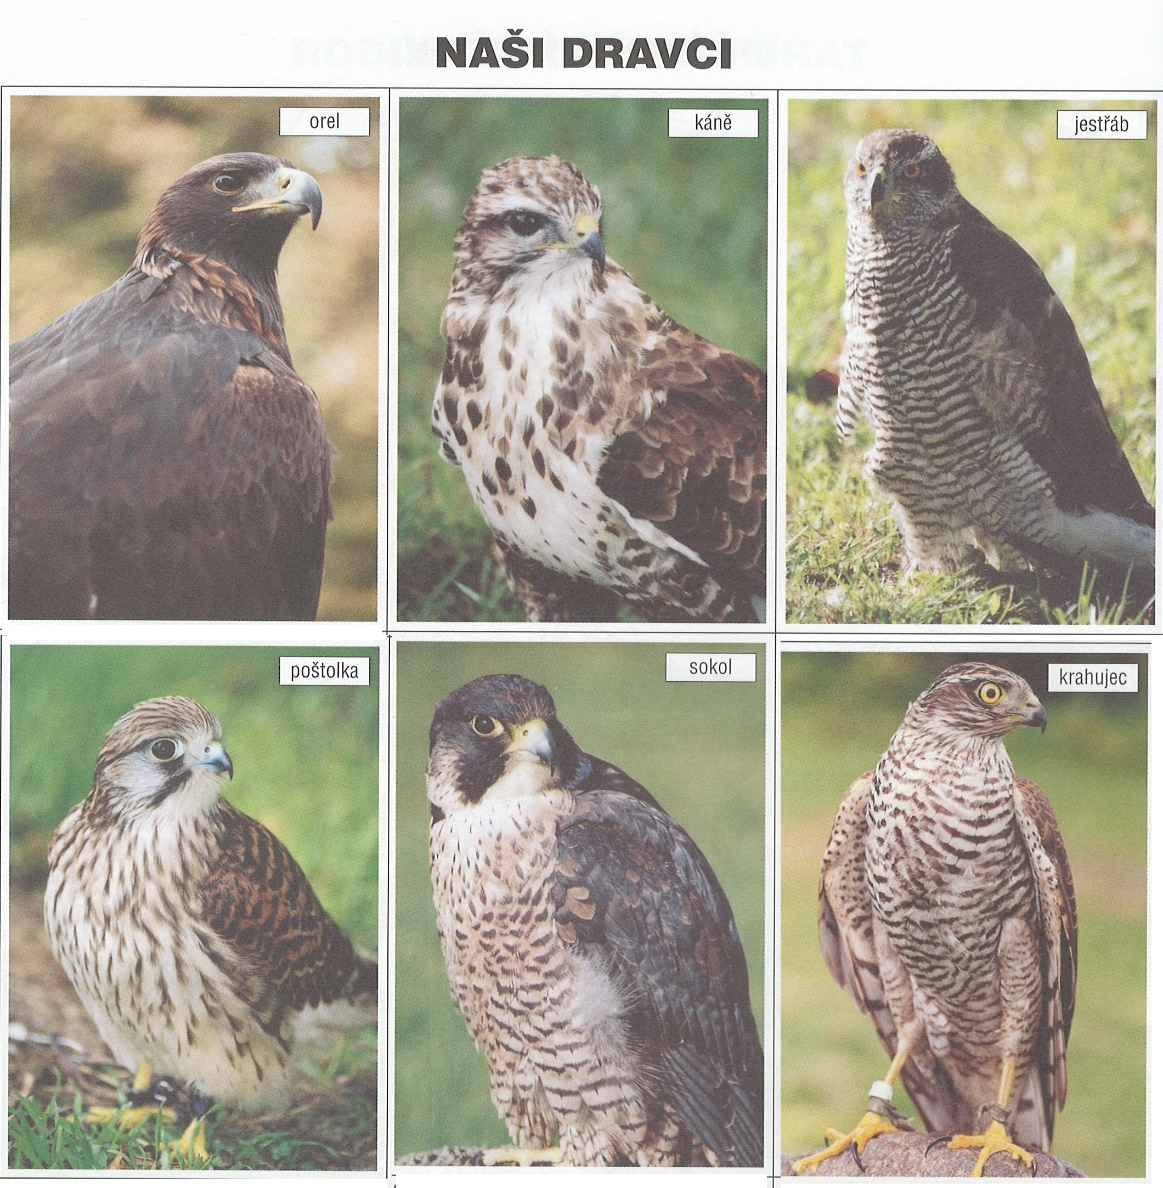 NAŠI DRAVCI
orel
káně
jestřáb
poštolka
sokol
krahujec